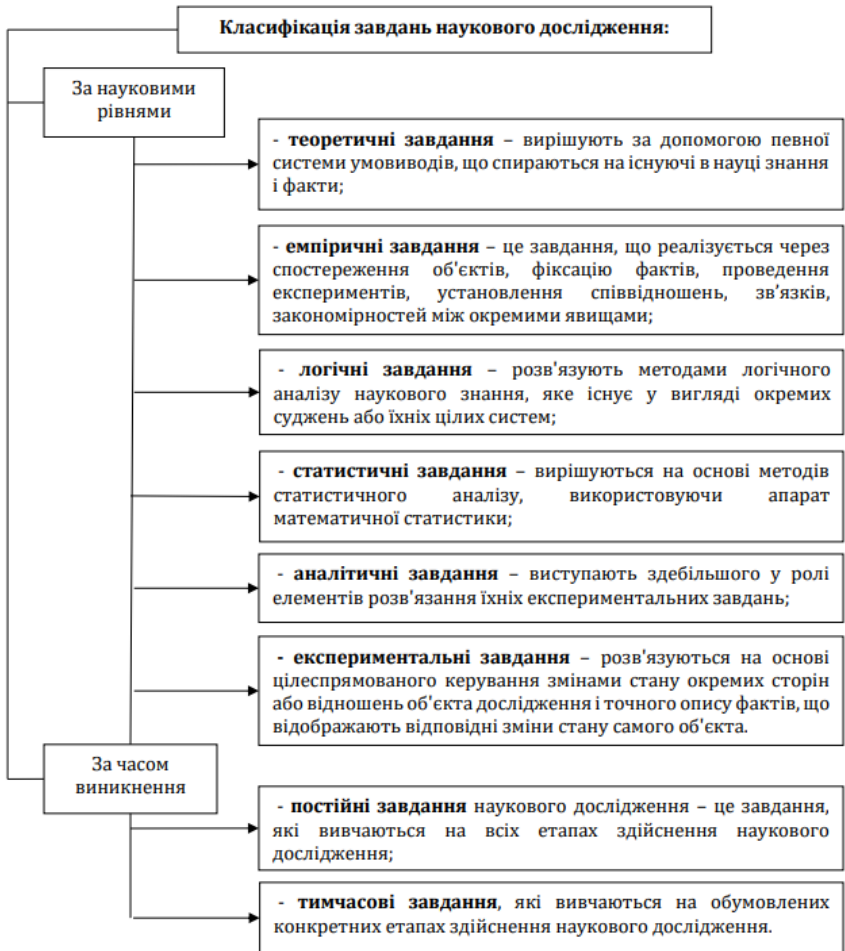 Класифікація завдань наукового дослідження:
За науковими
рівнями
- теоретичні завдання – вирішують за допомогою певної
системи умовиводів, що спираються на існуючі в науці знання
і факти;
- емпіричні завдання – це завдання, що реалізується через
спостереження об'єктів, фіксацію фактів, проведення
експериментів, установлення співвідношень, зв’язків,
закономірностей між окремими явищами;
- логічні завдання – розв'язують методами логічного
аналізу наукового знання, яке існує у вигляді окремих
суджень або їхніх цілих систем;
- статистичні завдання – вирішуються на основі методів
статистичного аналізу, використовуючи апарат
математичної статистики;
- аналітичні завдання – виступають здебільшого у ролі
елементів розв'язання їхніх експериментальних завдань;
- експериментальні завдання – розв'язуються на основі
цілеспрямованого керування змінами стану окремих сторін
або відношень об'єкта дослідження і точного опису фактів, що
відображають відповідні зміни стану самого об'єкта.
За часом
виникнення
- постійні завдання наукового дослідження – це завдання,
які вивчаються на всіх етапах здійснення наукового
дослідження;
- тимчасові завдання, які вивчаються на обумовлених
конкретних етапах здійснення наукового дослідження.